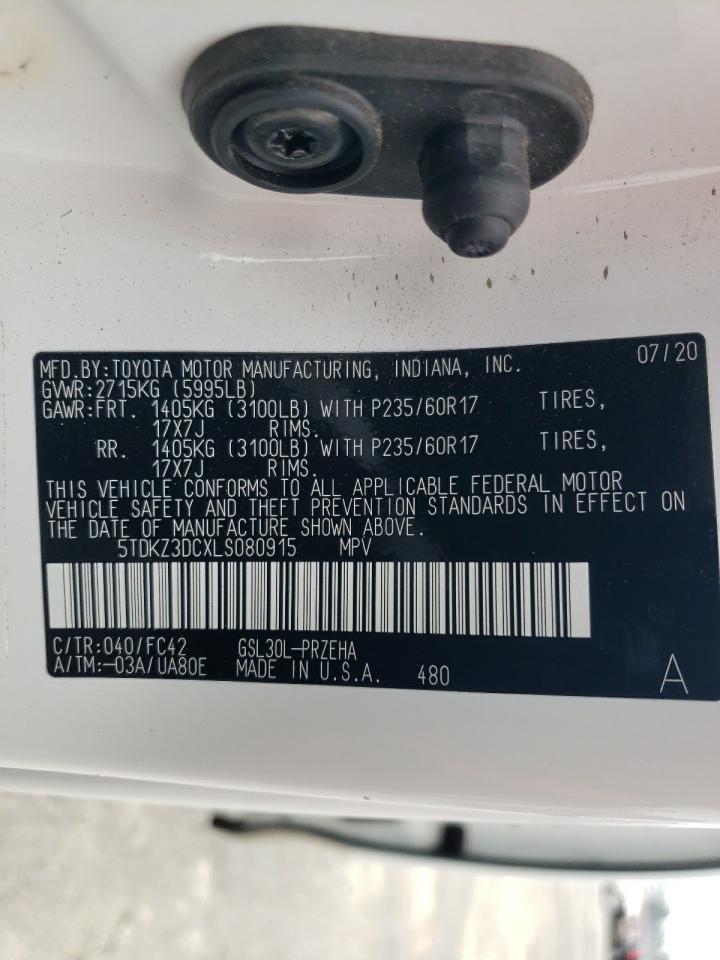 MFD.BY:TOYOTA MOTOR MANUFACTURING, INDIANA, INC. 07/20
GVWR:2715KG (5995LB)
GAWR:FRT. 1405KG (3100LB) WITH P235/60R17 TIRES,
17X7J RIMS.
RR. 1405KG (3100LB) WITH P235/60R17 TIRES,
17X7J RIMS.
THIS VEHICLE CONFORMS TO ALL APPLICABLE FEDERAL MOTOR
VEHICLE SAFETY AND THEFT PREVENTION STANDARDS IN EFFECT ON
THE DATE OF MANUFACTURE SHOWN ABOVE.
5TDKZ3DCXLS080915 MPV
C/TR:040/FC42 GSL30L-PRZEHA
A/TM:-03A/UA80E MADE IN U.S.A. 480 A